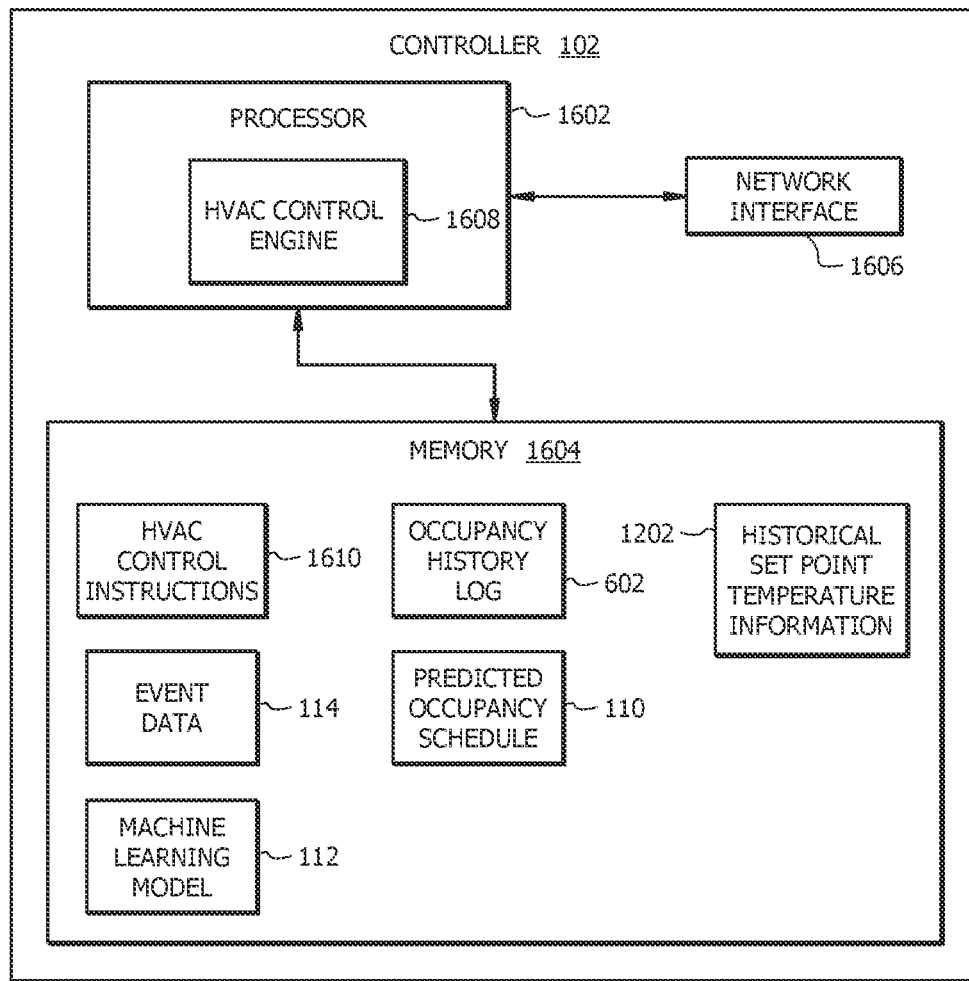 CONTROLLER 102
PROCESSOR
1602
HVAC CONTROL
ENGINE
1608
NETWORK
INTERFACE
1606
MEMORY 1604
HVAC
CONTROL
INSTRUCTIONS
1610
OCCUPANCY
HISTORY
LOG
602
1202
HISTORICAL
SET POINT
TEMPERATURE
INFORMATION
EVENT
DATA
114
PREDICTED
OCCUPANCY
SCHEDULE
110
MACHINE
LEARNING
MODEL
112